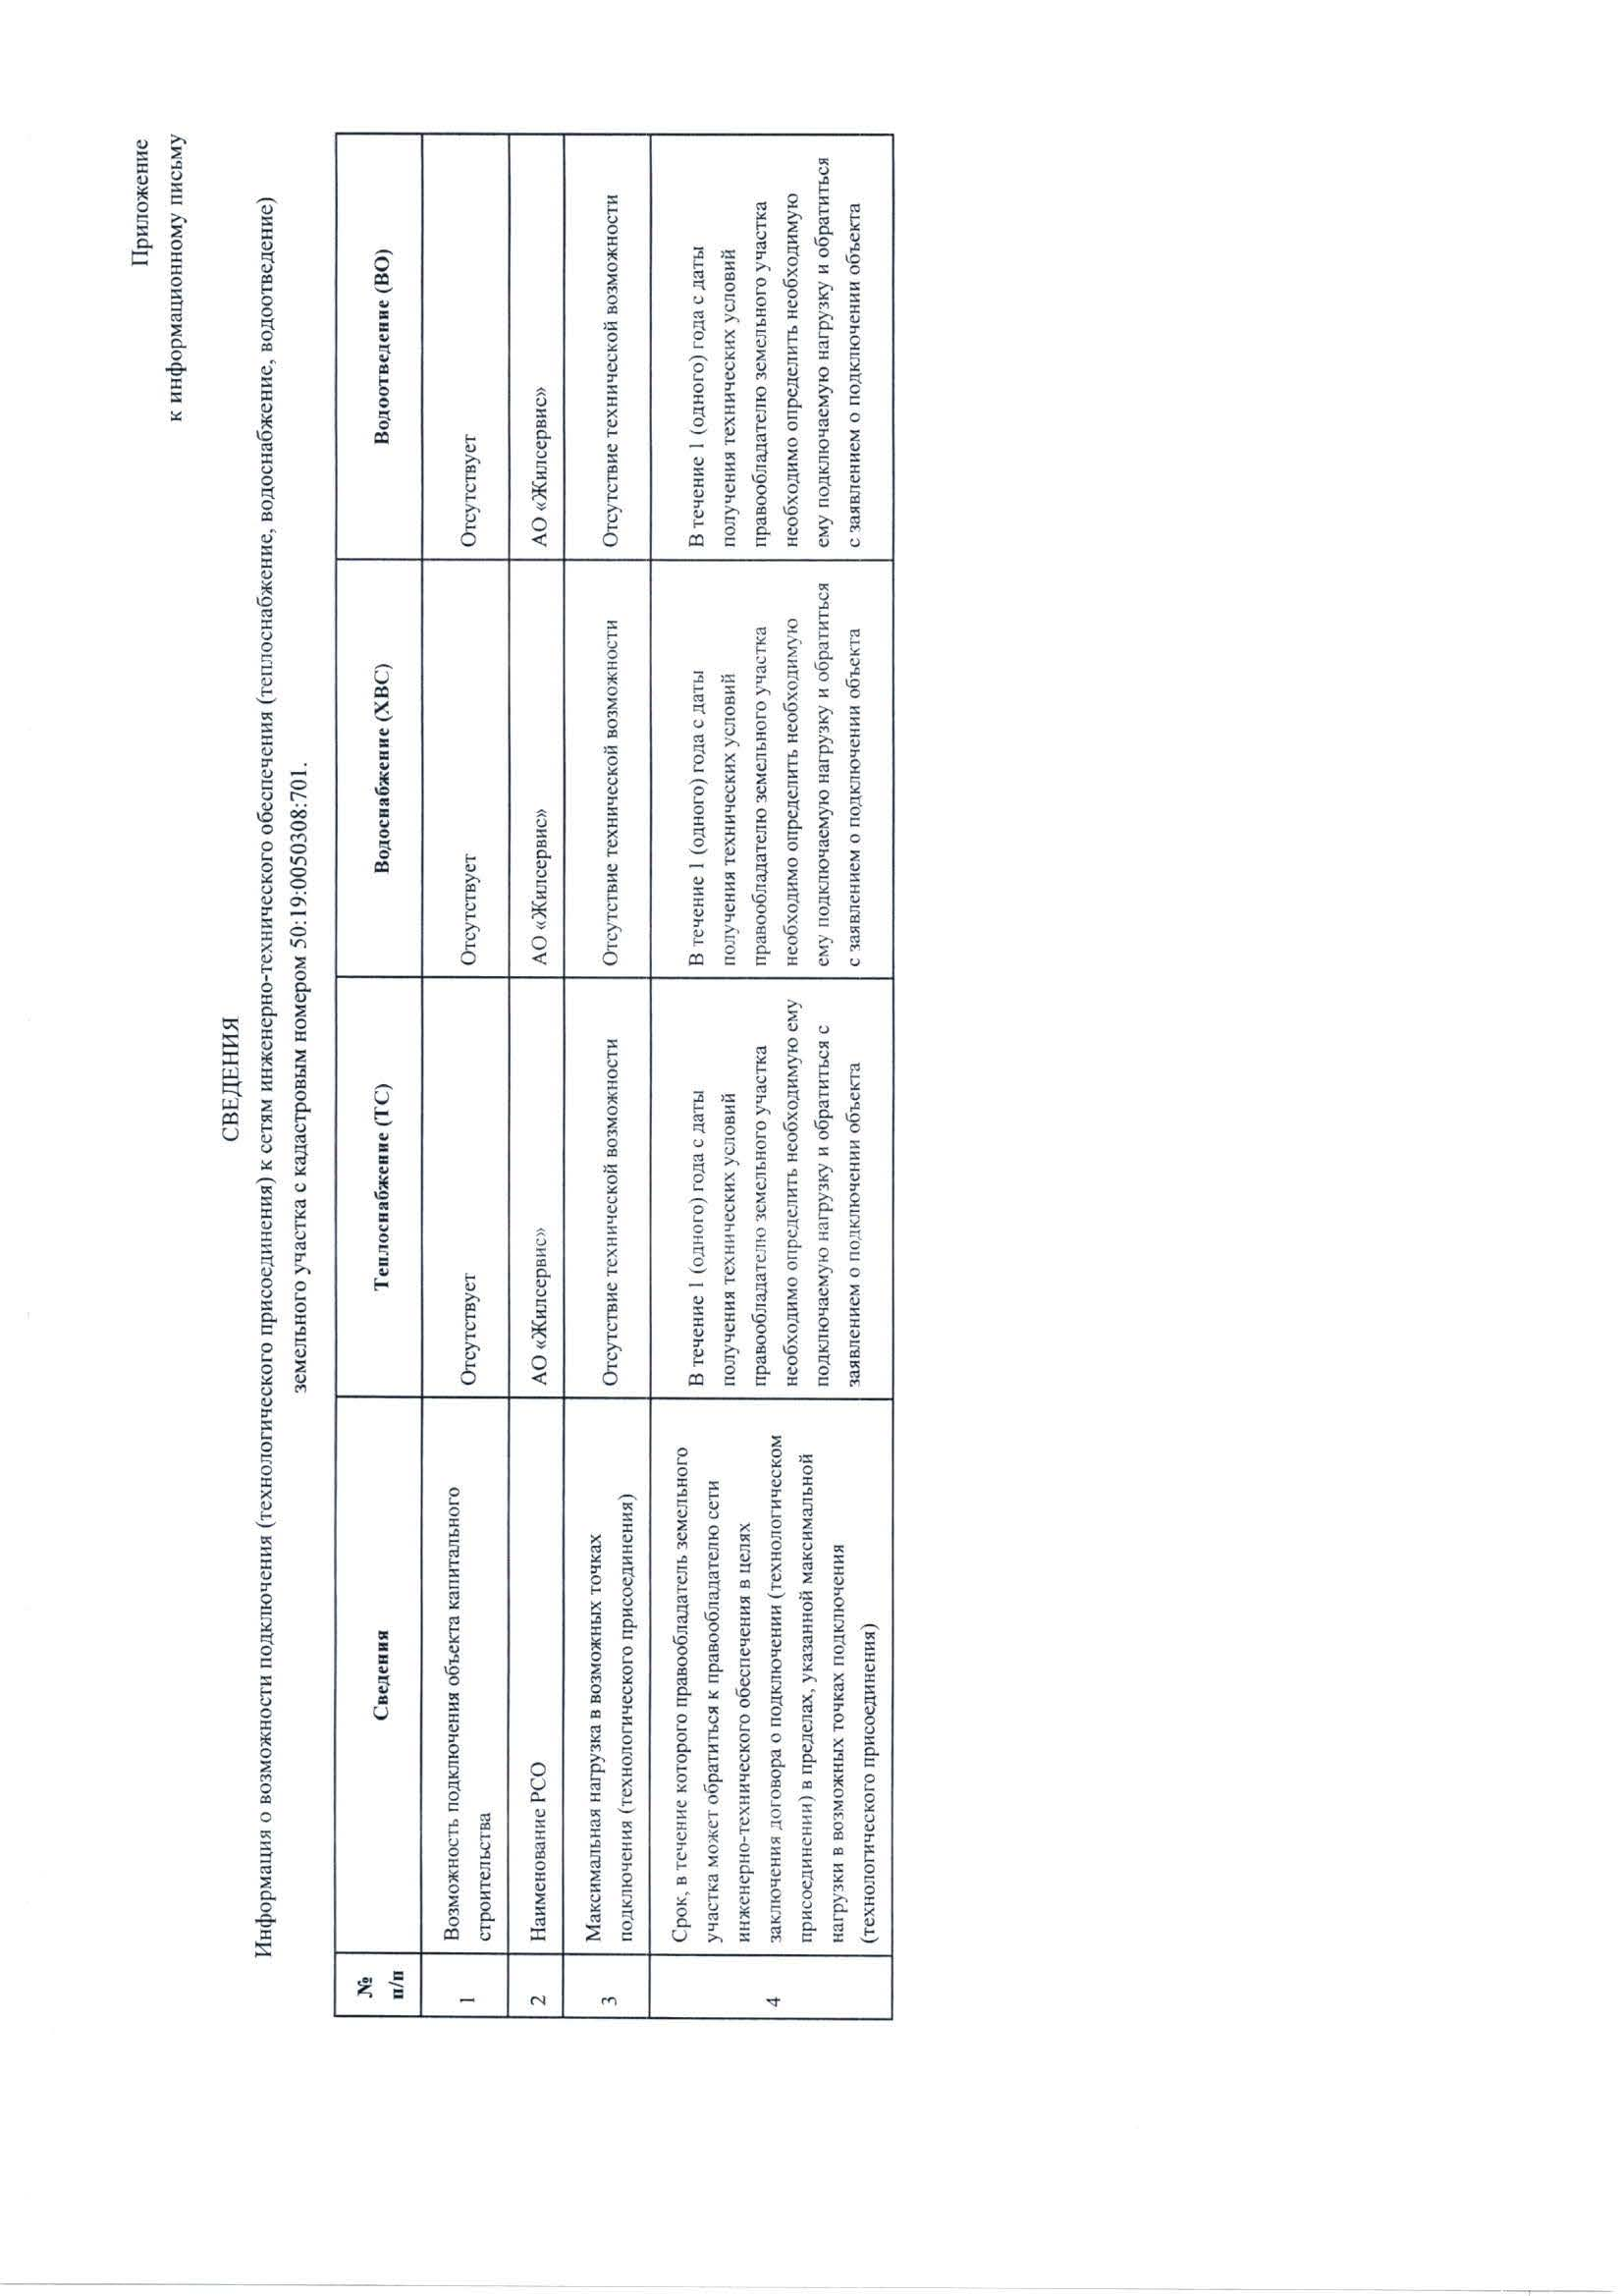 Приложение
к информационному письму
СВЕДЕНИЯ
Информация о возможности подключения (технологического присоединения) к сетям инженерно-технического обеспечения (теплоснабжение, водоснабжение, водоотведение)
земельного участка с кадастровым номером 50:19:0050308:701.
№
п/п
Сведения
Теплоснабжение (ТС)
Водоснабжение (ХВС)
Водоотведение (ВО)
1
Возможность подключения объекта капитального
строительства
Отсутствует
Отсутствует
Отсутствует
2
Наименование РСО
АО «Жилсервис»
АО «Жилсервис»
АО «Жилсервис»
3
Максимальная нагрузка в возможных точках
подключения (технологического присоединения)
Отсутствие технической возможности
Отсутствие технической возможности
Отсутствие технической возможности
4
Срок, в течение которого правообладатель земельного
участка может обратиться к правообладателю сети
инженерно-технического обеспечения в целях
заключения договора о подключении (технологическом
присоединении) в пределах, указанной максимальной
нагрузки в возможных точках подключения
(технологического присоединения)
В течение 1 (одного) года с даты
получения технических условий
правообладателю земельного участка
необходимо определить необходимую ему
подключаемую нагрузку и обратиться с
заявлением о подключении объекта
В течение 1 (одного) года с даты
получения технических условий
правообладателю земельного участка
необходимо определить необходимую
ему подключаемую нагрузку и обратиться
с заявлением о подключении объекта
В течение 1 (одного) года с даты
получения технических условий
правообладателю земельного участка
необходимо определить необходимую
ему подключаемую нагрузку и обратиться
с заявлением о подключении объекта